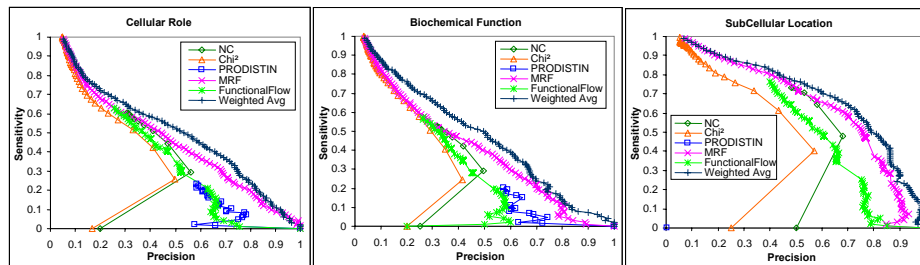 Cellular Role
Sensitivity
1
0.9
0.8
0.7
0.6
0.5
0.4
0.3
0.2
0.1
0
NC
Chi²
PRODISTIN
MRF
FunctionalFlow
Weighted Avg
0 0.1 0.2 0.3 0.4 0.5 0.6 0.7 0.8 0.9 1
Precision
Biochemical Function
Sensitivity
1
0.9
0.8
0.7
0.6
0.5
0.4
0.3
0.2
0.1
0
NC
Chi²
PRODISTIN
MRF
FunctionalFlow
Weighted Avg
0 0.1 0.2 0.3 0.4 0.5 0.6 0.7 0.8 0.9 1
Precision
SubCellular Location
Sensitivity
1
0.9
0.8
0.7
0.6
0.5
0.4
0.3
0.2
0.1
0
NC
Chi²
PRODISTIN
MRF
FunctionalFlow
Weighted Avg
0 0.1 0.2 0.3 0.4 0.5 0.6 0.7 0.8 0.9 1
Precision